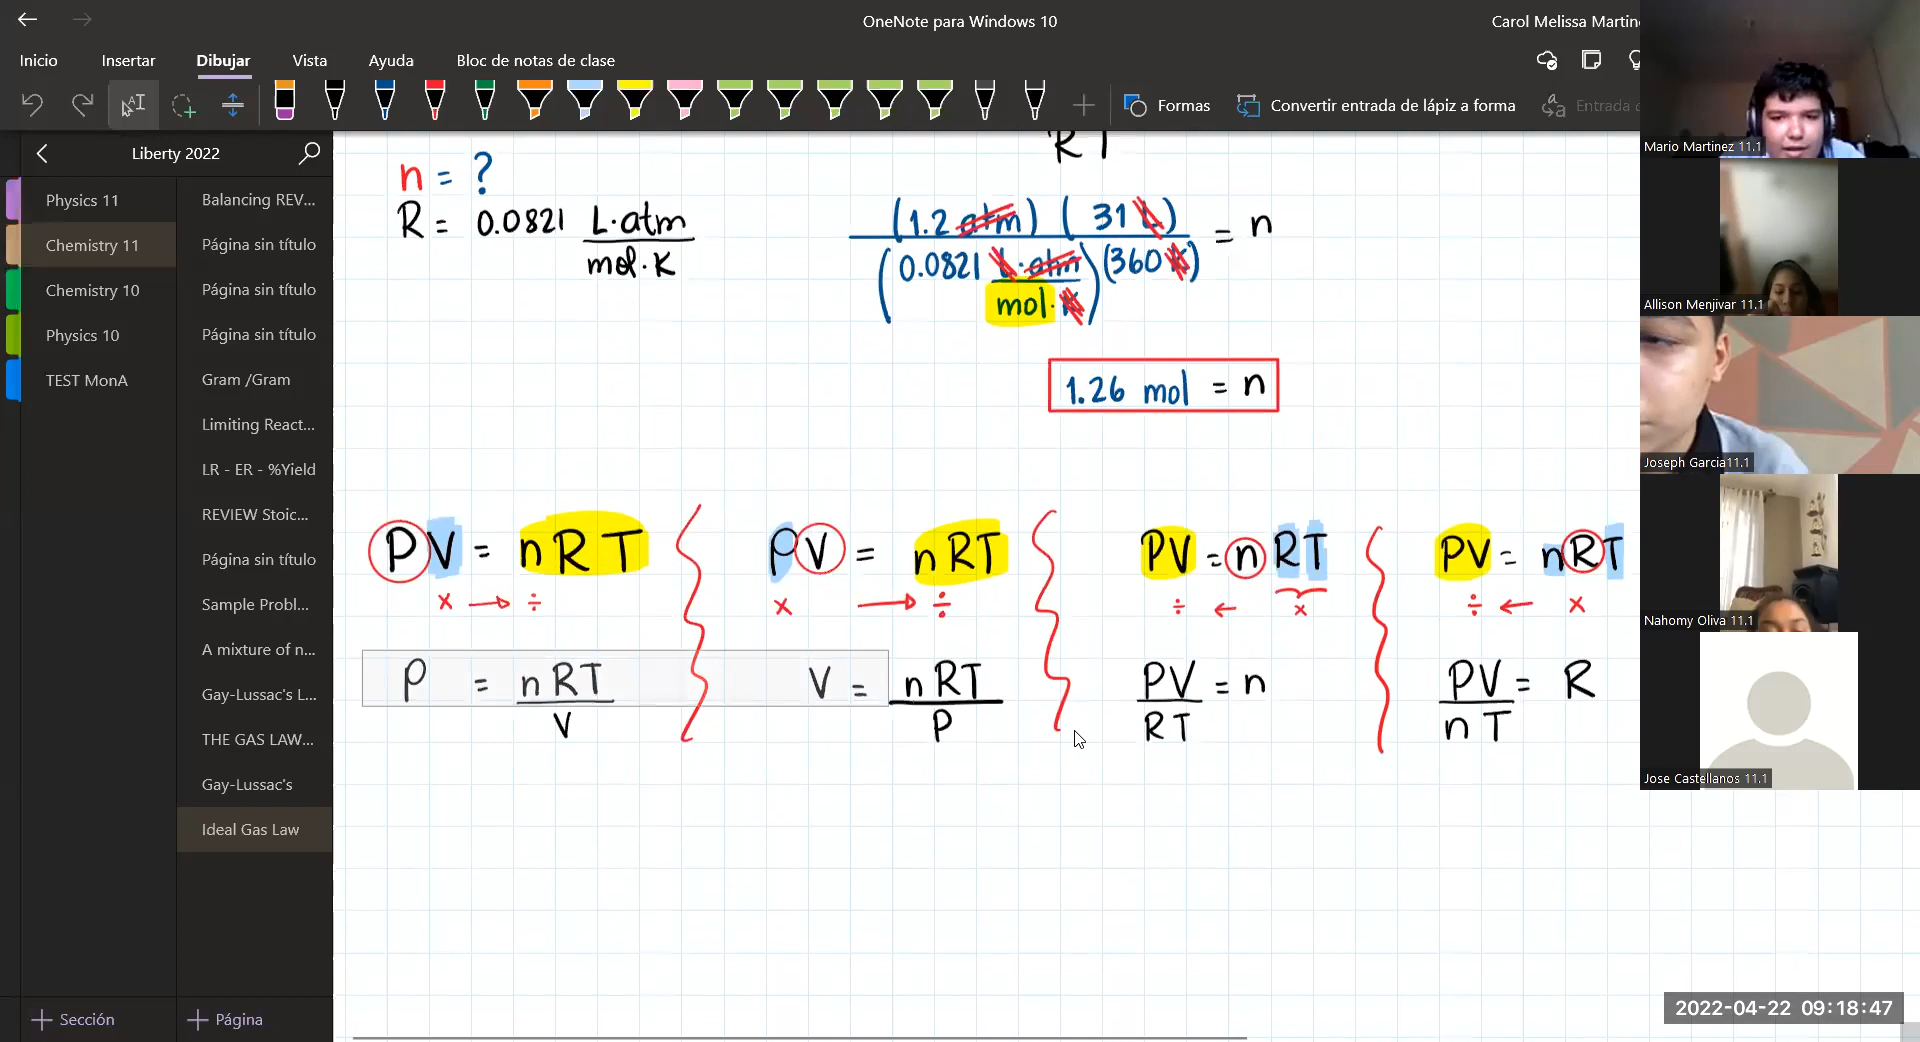 OneNote para Windows 10
Carol Melissa Martine
Inicio Insertar Dibujar Vista Ayuda Bloc de notas de clase
Formas Convertir entrada de lápiz a forma Entrada
Liberty 2022
Physics 11
Chemistry 11
Chemistry 10
Physics 10
TEST MonA
Balancing REV...
Página sin título
Página sin título
Página sin título
Gram /Gram
Limiting React...
LR - ER - %Yield
REVIEW Stoic...
Página sin título
Sample Probl...
A mixture of n...
Gay-Lussac's L...
THE GAS LAW...
Gay-Lussac's
Ideal Gas Law
Sección
Página
RT
n = ?
R = 0.0821 L·atm
mol·K
(1.2 atm) (31 L)
= n
(0.0821 L·atm) (360 K)
mol·K
1.26 mol = n
PV = nRT PV = nRT PV = nRT PV = nRT
x → ÷ x → ÷ ÷ ← x ÷ ← x
P = nRT V = nRT PV = n PV = R
V P RT nT
Mario Martinez 11.1
Allison Menjivar 11.1
Joseph Garcia11.1
Nahomy Oliva 11.1
Jose Castellanos 11.1
2022-04-22 09:18:47